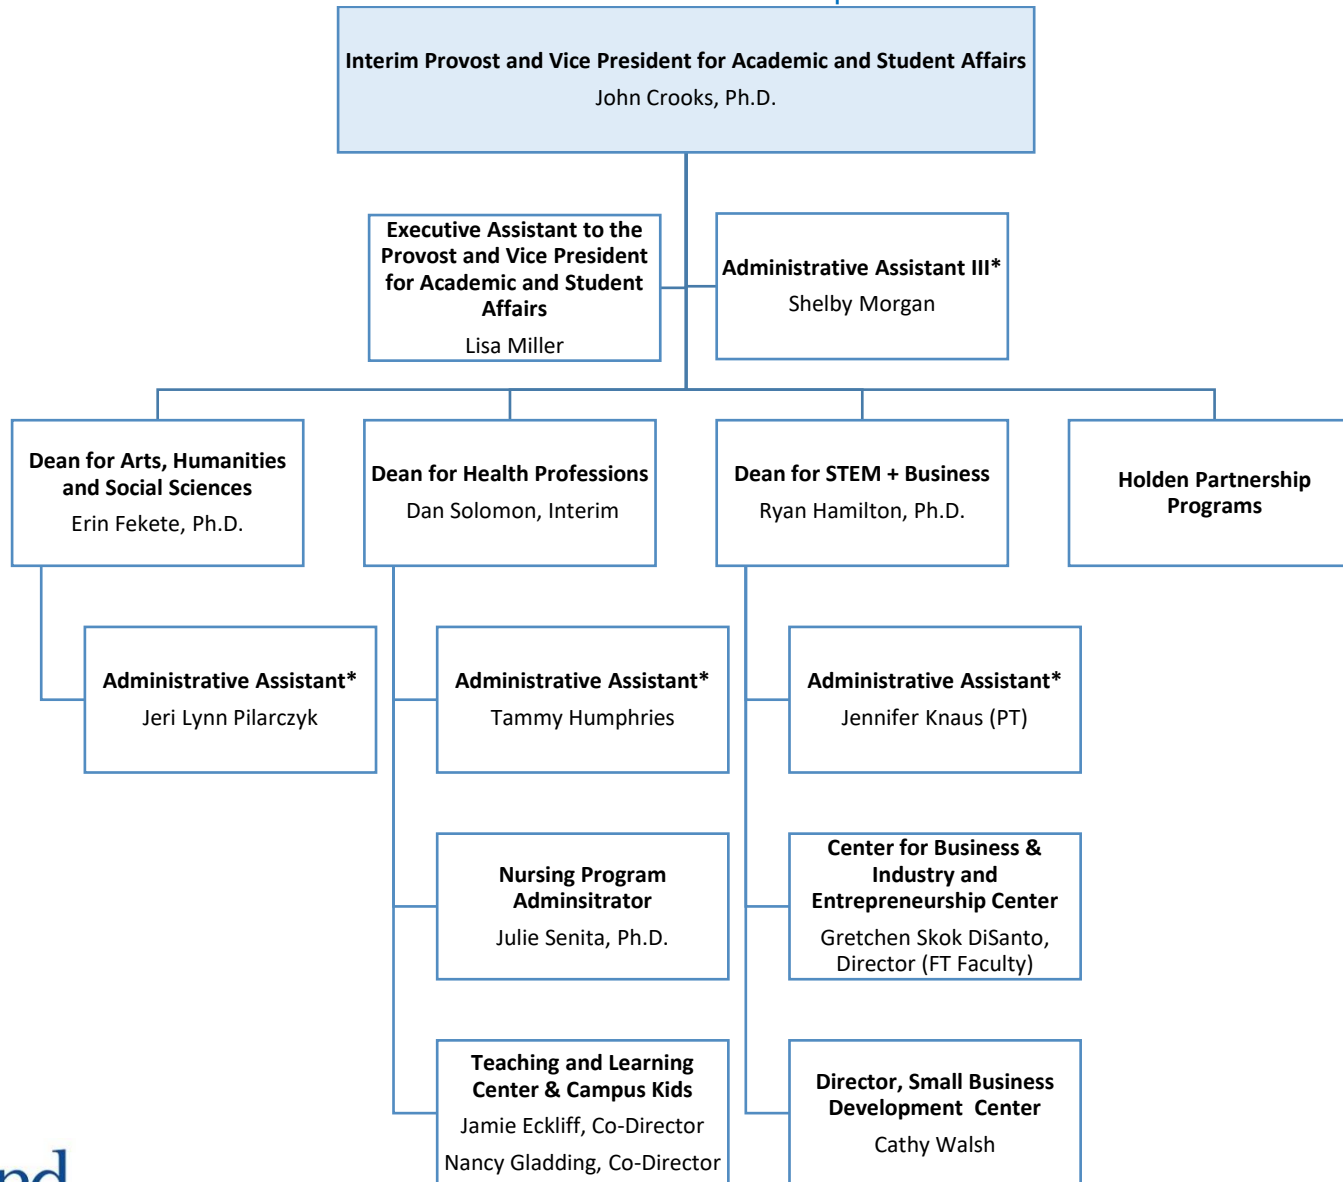 Interim Provost and Vice President for Academic and Student Affairs
John Crooks, Ph.D.
Executive Assistant to the
Provost and Vice President
for Academic and Student
Affairs
Lisa Miller
Administrative Assistant III*
Shelby Morgan
Dean for Arts, Humanities
and Social Sciences
Erin Fekete, Ph.D.
Dean for Health Professions
Dan Solomon, Interim
Dean for STEM + Business
Ryan Hamilton, Ph.D.
Holden Partnership
Programs
Administrative Assistant*
Jeri Lynn Pilarczyk
Administrative Assistant*
Tammy Humphries
Administrative Assistant*
Jennifer Knaus (PT)
Nursing Program
Adminsitrator
Julie Senita, Ph.D.
Center for Business &
Industry and
Entrepreneurship Center
Gretchen Skok DiSanto,
Director (FT Faculty)
Teaching and Learning
Center & Campus Kids
Jamie Eckliff, Co-Director
Nancy Gladding, Co-Director
Director, Small Business
Development  Center
Cathy Walsh